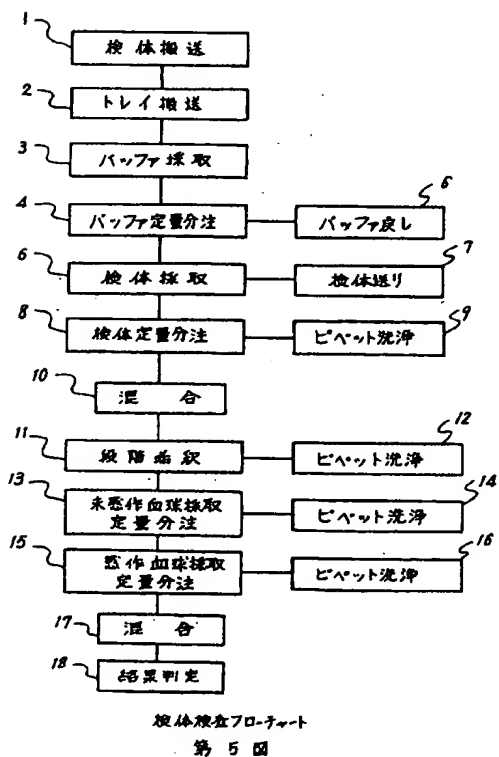 1
検体搬送
2
トレイ搬送
3
バッファ採取
4
バッファ定量分注
6
バッファ戻し
6
検体採取
7
検体送り
8
検体定量分注
9
ピペット洗浄
10
混合
11
段階希釈
12
ピペット洗浄
13
未感作血球採取
定量分注
14
ピペット洗浄
15
感作血球採取
定量分注
16
ピペット洗浄
17
混合
18
結果判定
検体検査フローチャート
第5図